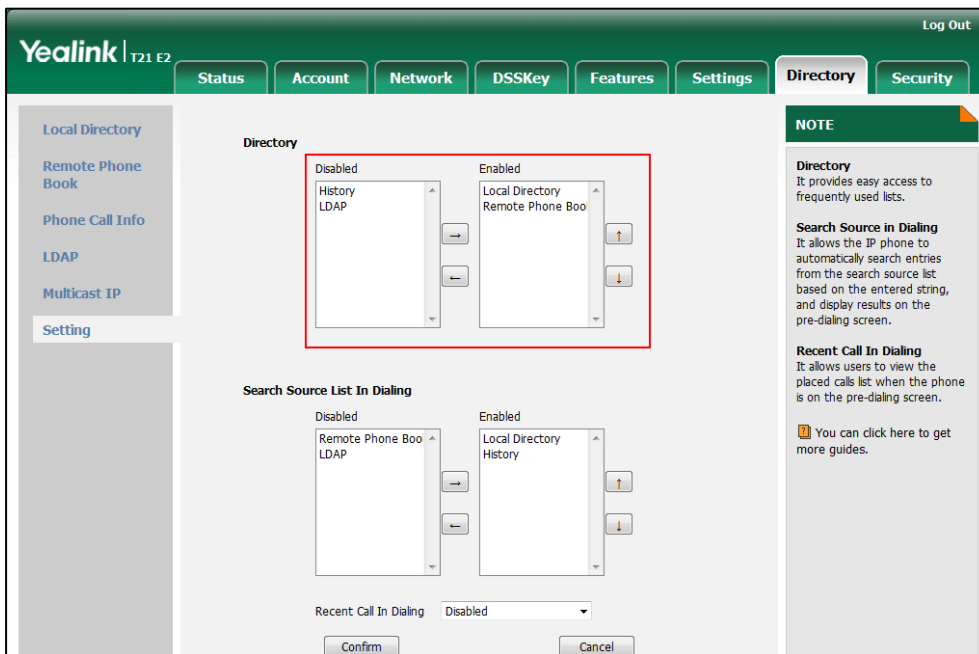 Log Out
Yealink T21 E2
Status Account Network DSSKey Features Settings Directory Security
Local Directory
Remote Phone
Book
Phone Call Info
LDAP
Multicast IP
Setting
Directory
Disabled Enabled
History
LDAP
Local Directory
Remote Phone Boo
→
←
↑
↓
Search Source List In Dialing
Disabled Enabled
Remote Phone Boo
LDAP
Local Directory
History
→
←
↑
↓
Recent Call In Dialing Disabled
Confirm Cancel
NOTE
Directory
It provides easy access to
frequently used lists.
Search Source in Dialing
It allows the IP phone to
automatically search entries
from the search source list
based on the entered string,
and display results on the
pre-dialing screen.
Recent Call In Dialing
It allows users to view the
placed calls list when the phone
is on the pre-dialing screen.
? You can click here to get
more guides.